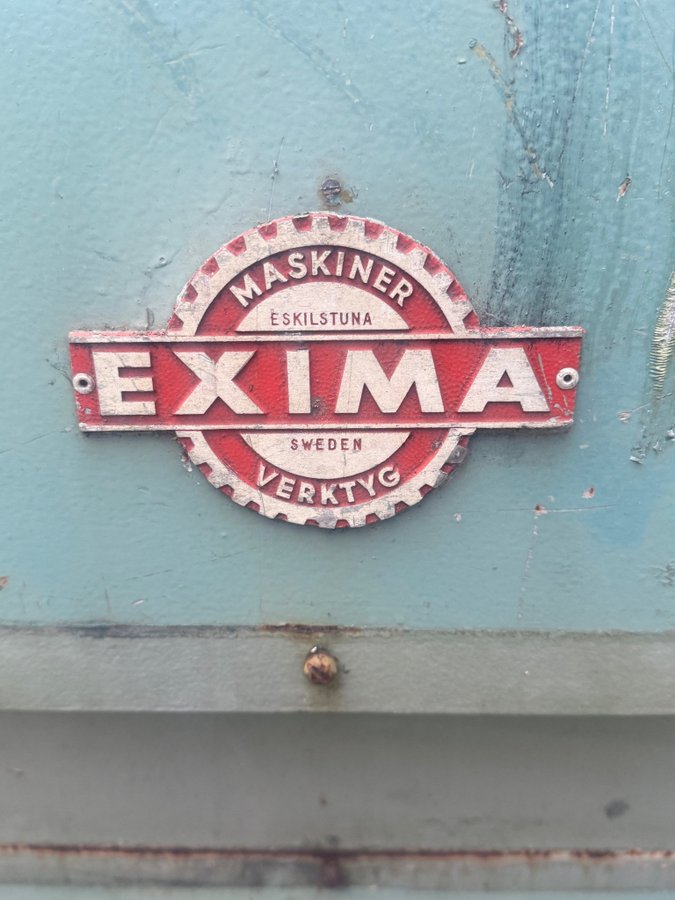 MASKINER
ESKILSTUNA
EXIMA
SWEDEN
VERKTYG